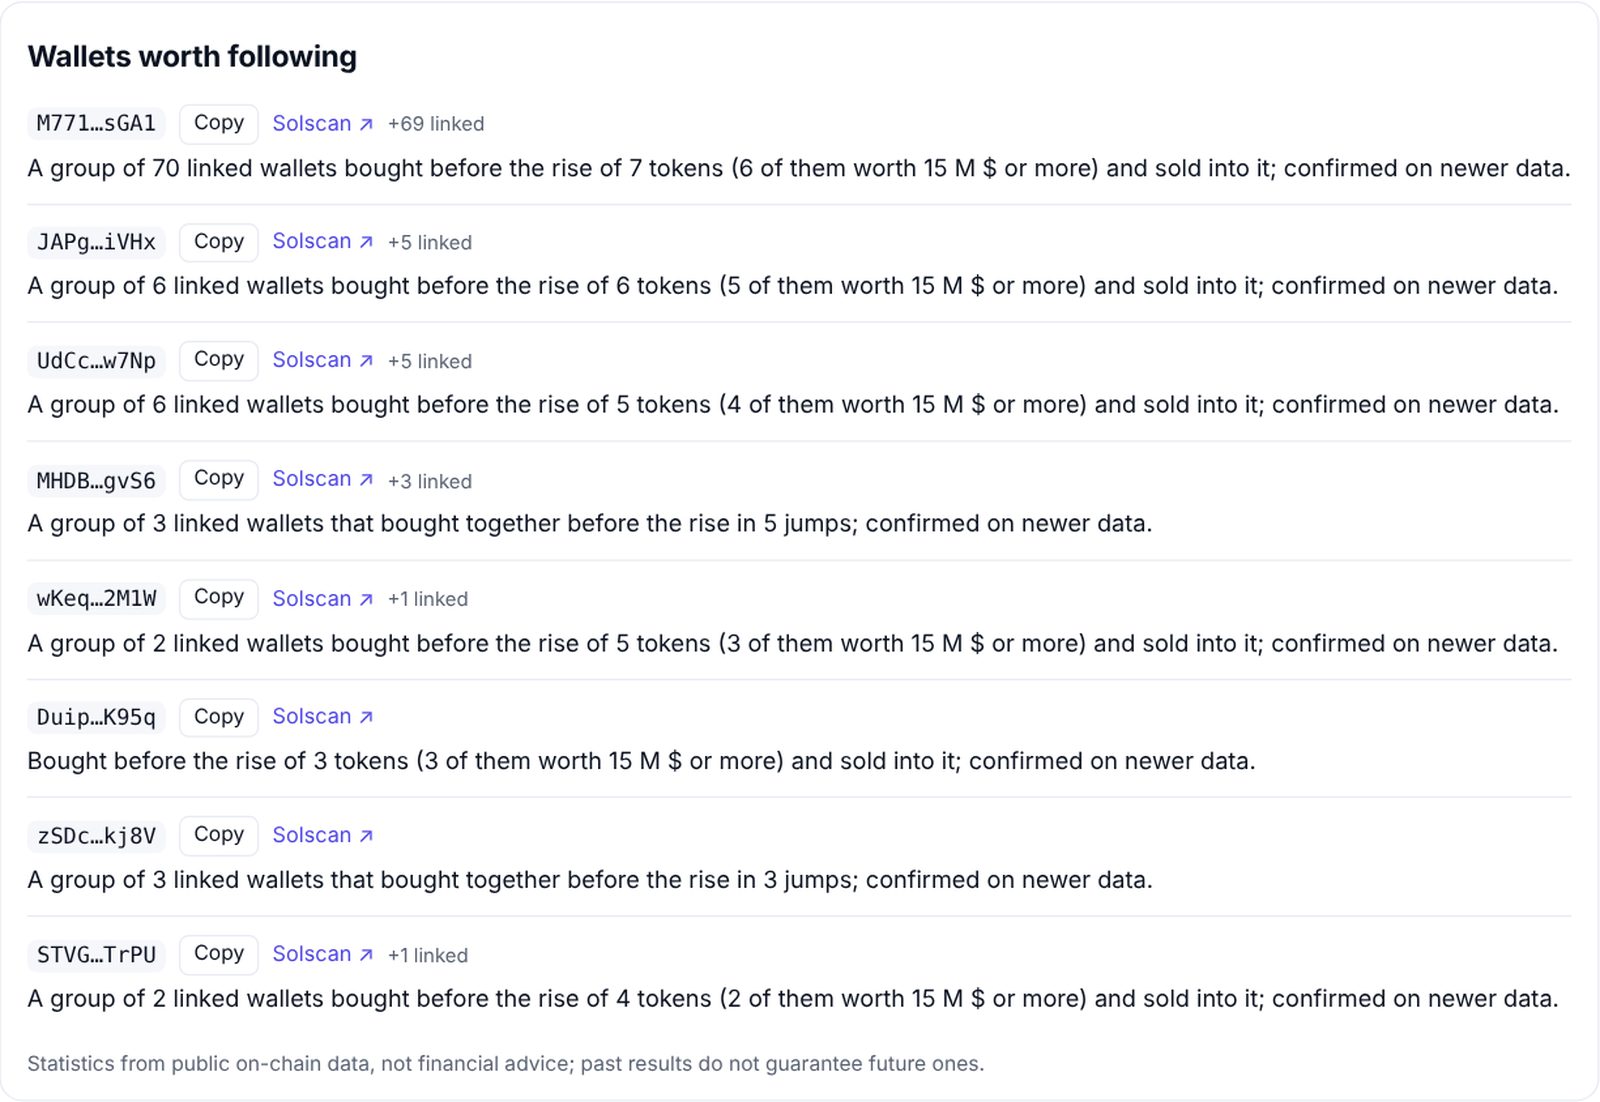 Wallets worth following
M771…sGA1 Copy Solscan ↗ +69 linked
A group of 70 linked wallets bought before the rise of 7 tokens (6 of them worth 15 M $ or more) and sold into it; confirmed on newer data.
JAPg…iVHx Copy Solscan ↗ +5 linked
A group of 6 linked wallets bought before the rise of 6 tokens (5 of them worth 15 M $ or more) and sold into it; confirmed on newer data.
UdCc…w7Np Copy Solscan ↗ +5 linked
A group of 6 linked wallets bought before the rise of 5 tokens (4 of them worth 15 M $ or more) and sold into it; confirmed on newer data.
MHDB…gvS6 Copy Solscan ↗ +3 linked
A group of 3 linked wallets that bought together before the rise in 5 jumps; confirmed on newer data.
wKeq…2M1W Copy Solscan ↗ +1 linked
A group of 2 linked wallets bought before the rise of 5 tokens (3 of them worth 15 M $ or more) and sold into it; confirmed on newer data.
Duip…K95q Copy Solscan ↗
Bought before the rise of 3 tokens (3 of them worth 15 M $ or more) and sold into it; confirmed on newer data.
zSDc…kj8V Copy Solscan ↗
A group of 3 linked wallets that bought together before the rise in 3 jumps; confirmed on newer data.
STVG…TrPU Copy Solscan ↗ +1 linked
A group of 2 linked wallets bought before the rise of 4 tokens (2 of them worth 15 M $ or more) and sold into it; confirmed on newer data.
Statistics from public on-chain data, not financial advice; past results do not guarantee future ones.